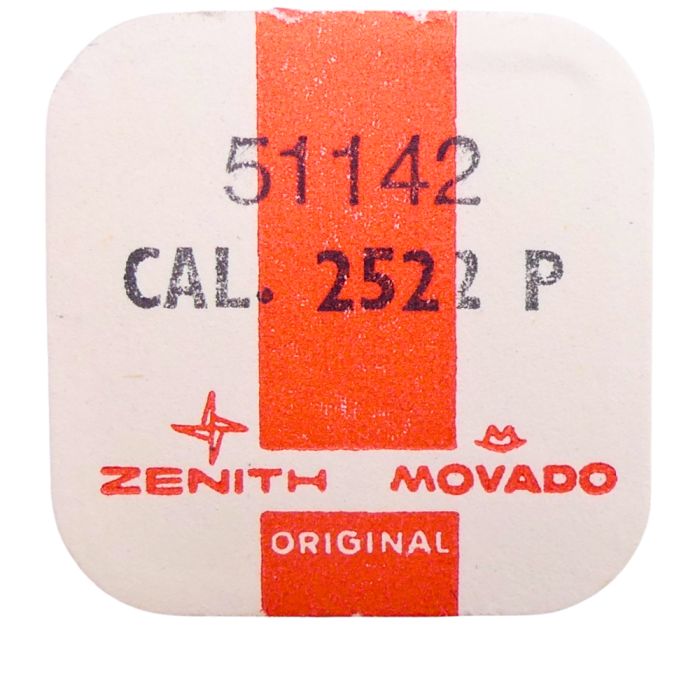 51142
CAL. 2522 P
ZENITH MOVADO
ORIGINAL